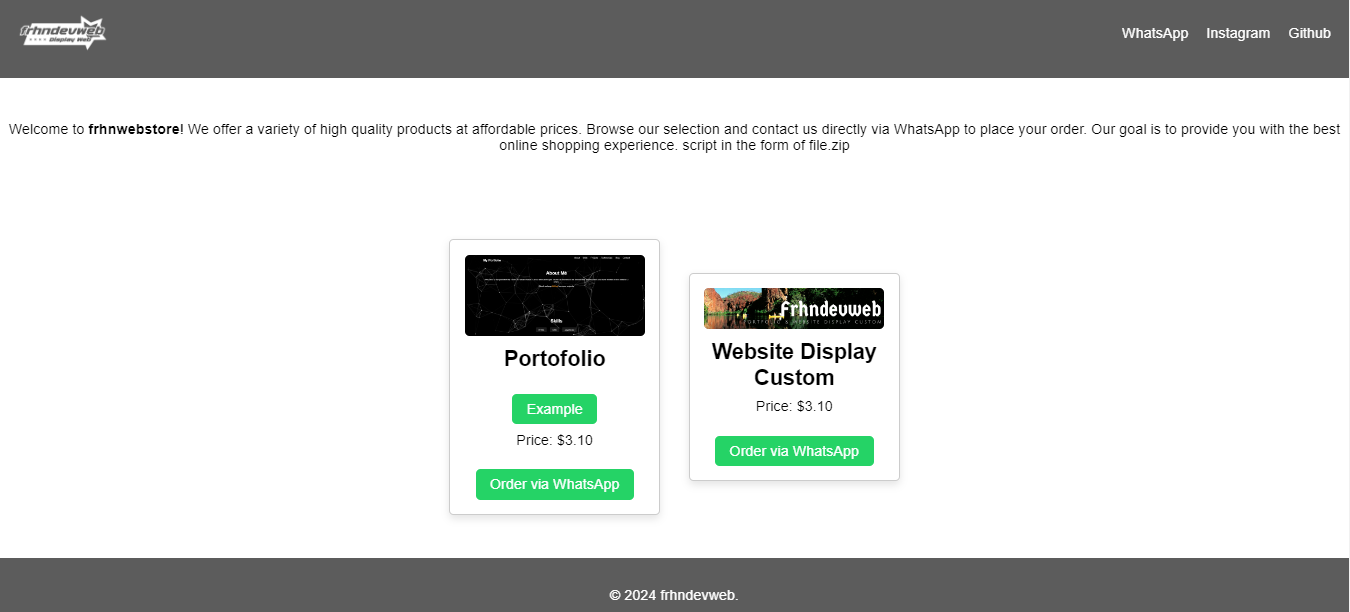 frhndevweb
Display Web
WhatsApp Instagram Github
Welcome to frhnwebstore! We offer a variety of high quality products at affordable prices. Browse our selection and contact us directly via WhatsApp to place your order. Our goal is to provide you with the best
online shopping experience. script in the form of file.zip
My Portfolio
About Me
Skills
Portofolio
Example
Price: $3.10
Order via WhatsApp
frhndevweb
PORTFOLIO & WEBSITE DISPLAY CUSTOM
Website Display
Custom
Price: $3.10
Order via WhatsApp
© 2024 frhndevweb.